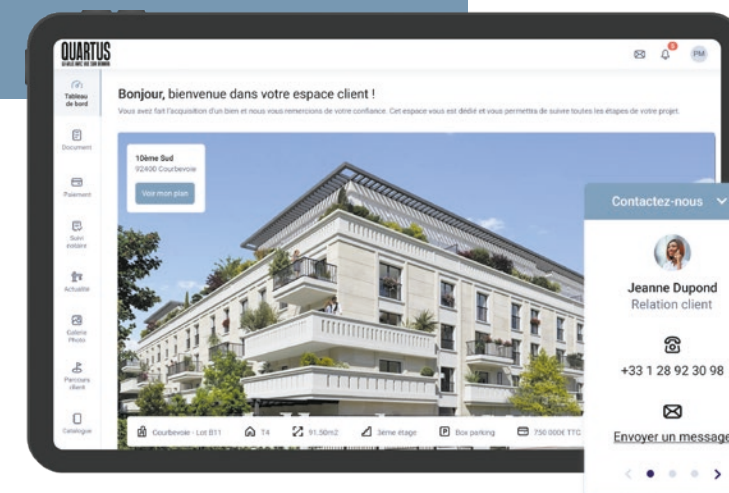 QUARTUS
PM
Tableau
de bord
Document
Paiement
Suivi
notaire
Actualité
Gallerie
Photo
Parcours
client
Catalogue
Bonjour, bienvenue dans votre espace client !
Vous avez fait l'acquisition d'un bien et nous vous remercions de votre confiance. Cet espace vous est dédié et vous permettra de suivre toutes les étapes de votre projet.
10ème Sud
92400 Courbevoie
Voir mon plan
Courbevoie - Lot B11
T4
91.50m2
3ème étage
Box parking
750 000€ TTC
Contactez-nous
Jeanne Dupond
Relation client
+33 1 28 92 30 98
Envoyer un message